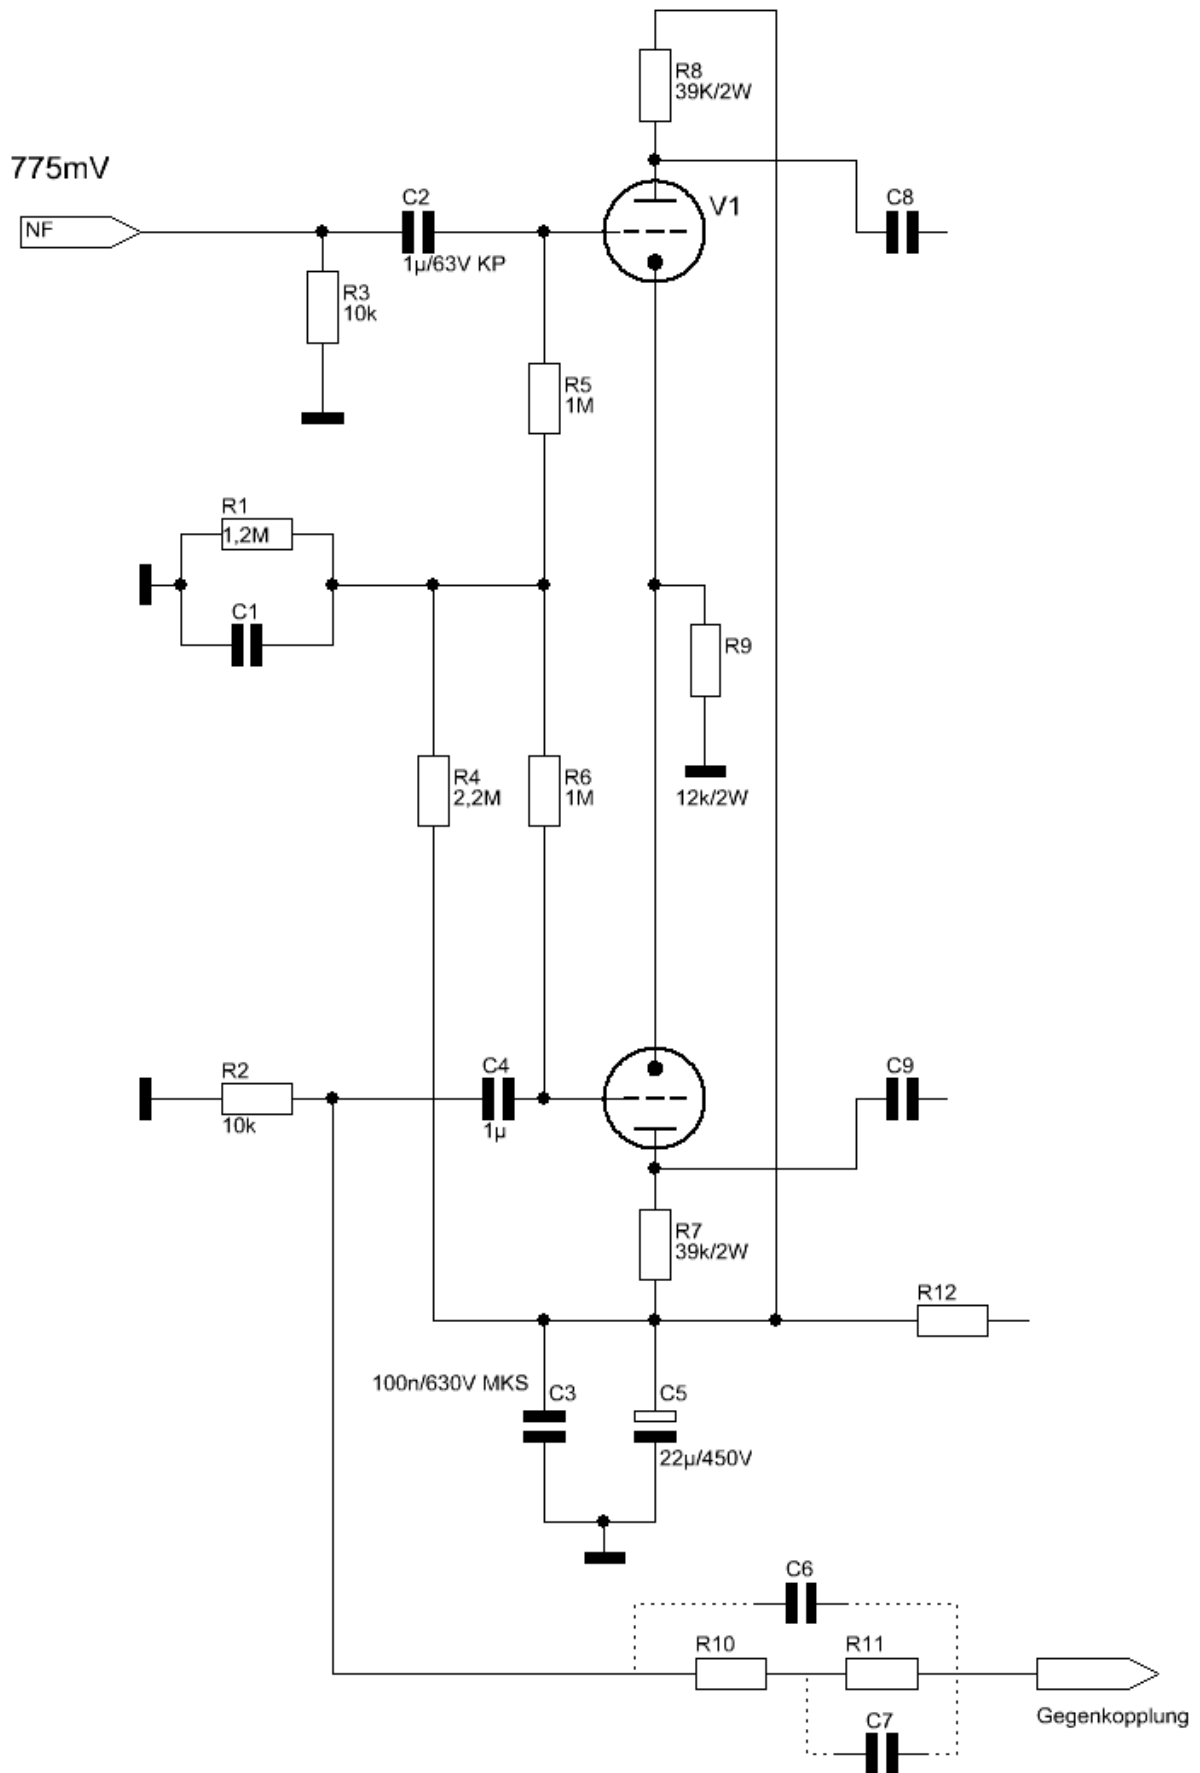 R8
39K/2W
775mV
NF
C2
1µ/63V KP
V1
C8
R3
10k
R5
1M
R1
1,2M
C1
R9
12k/2W
R4
2,2M
R6
1M
R2
10k
C4
1µ
C9
R7
39k/2W
R12
100n/630V MKS
C3
C5
22µ/450V
C6
R10
R11
C7
Gegenkopplung